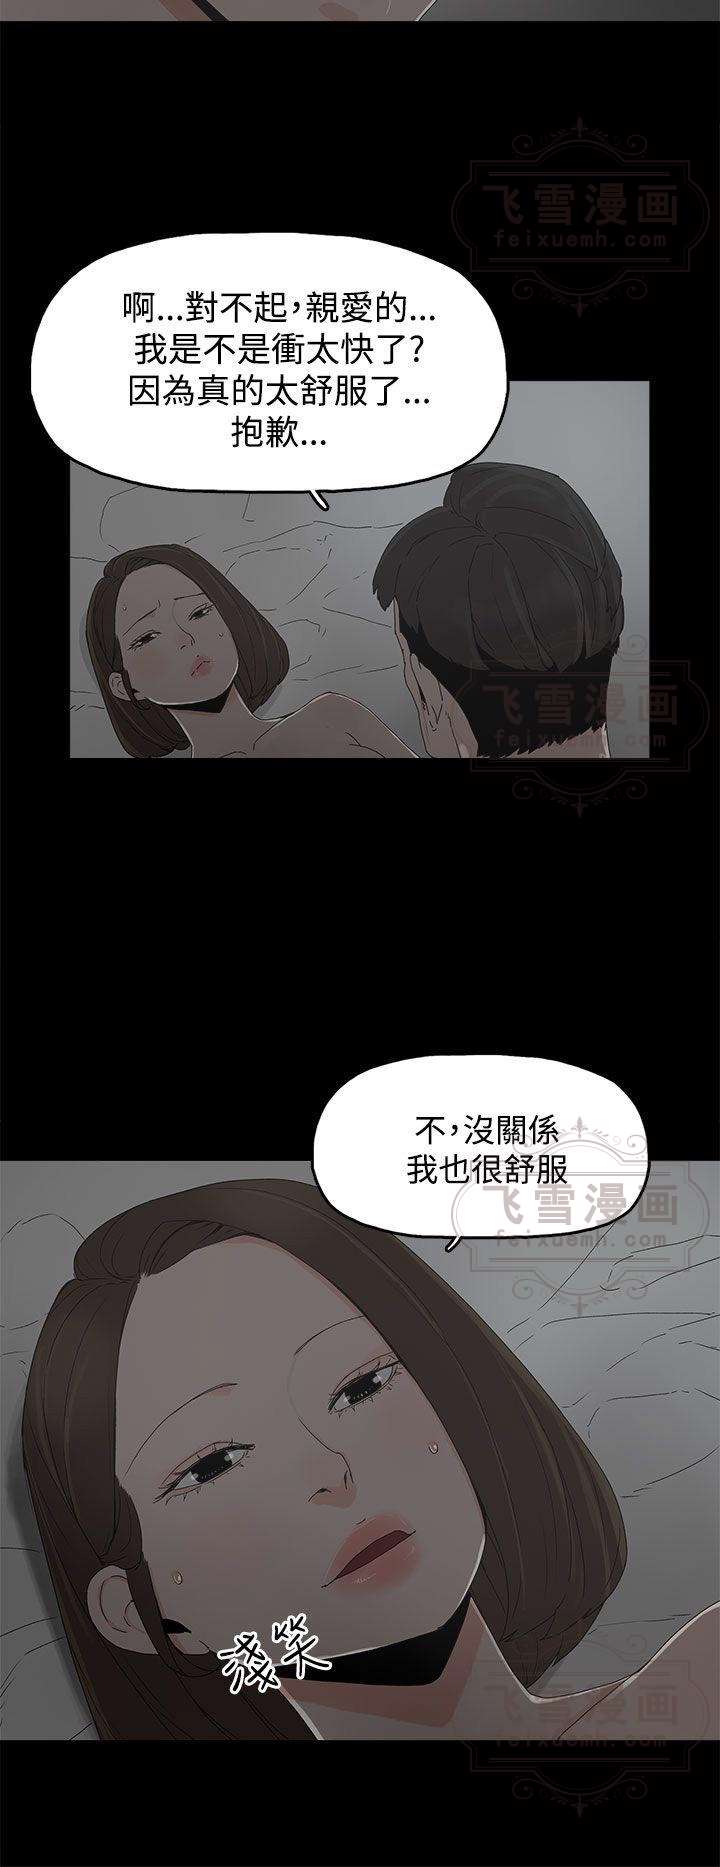 飞雪漫画
feixuemh.com
啊...對不起,親愛的...
我是不是衝太快了?
因為真的太舒服了...
抱歉...
飞雪漫画
feixuemh.com
不,沒關係
我也很舒服
飞雪漫画
feixuemh.com
淺笑
飞雪漫画
feixuemh.com